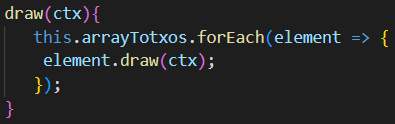 draw(ctx){
    this.arrayTotxos.forEach(element => {
     element.draw(ctx);
    });
}